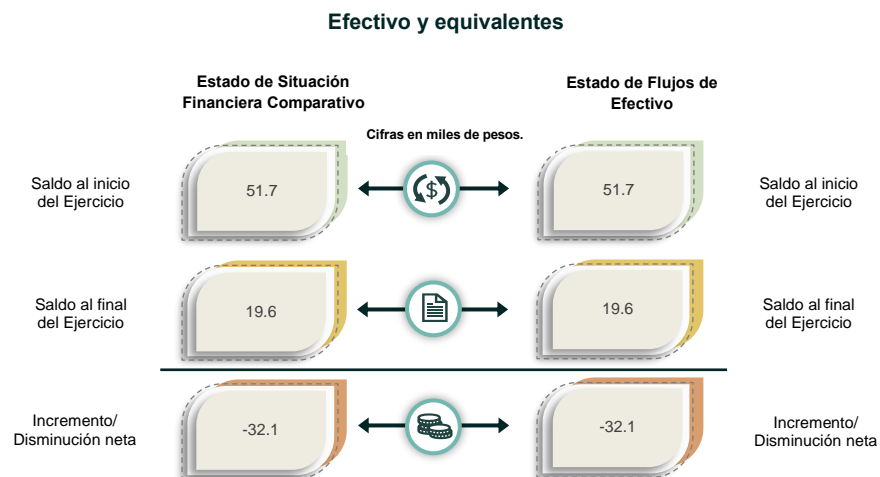 Efectivo y equivalentes
Estado de Situación
Financiera Comparativo
Estado de Flujos de
Efectivo
Cifras en miles de pesos.
Saldo al inicio
del Ejercicio
51.7
$
51.7
Saldo al inicio
del Ejercicio
Saldo al final
del Ejercicio
19.6
19.6
Saldo al final
del Ejercicio
Incremento/
Disminución neta
-32.1
-32.1
Incremento/
Disminución neta